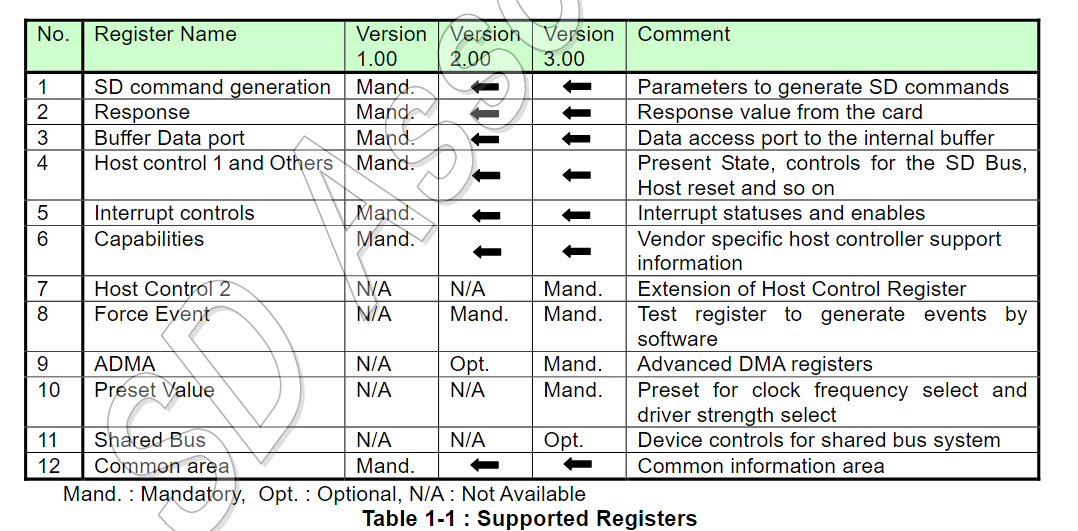 No. Register Name Version 1.00 Version 2.00 Version 3.00 Comment
1 SD command generation Mand. ← ← Parameters to generate SD commands
2 Response Mand. ← ← Response value from the card
3 Buffer Data port Mand. ← ← Data access port to the internal buffer
4 Host control 1 and Others Mand. ← ← Present State, controls for the SD Bus,
Host reset and so on
5 Interrupt controls Mand. ← ← Interrupt statuses and enables
6 Capabilities Mand. ← ← Vendor specific host controller support
information
7 Host Control 2 N/A N/A Mand. Extension of Host Control Register
8 Force Event N/A Mand. Mand. Test register to generate events by
software
9 ADMA N/A Opt. Mand. Advanced DMA registers
10 Preset Value N/A N/A Mand. Preset for clock frequency select and
driver strength select
11 Shared Bus N/A N/A Opt. Device controls for shared bus system
12 Common area Mand. ← ← Common information area
Mand. : Mandatory, Opt. : Optional, N/A : Not Available
Table 1-1 : Supported Registers
SD Asso